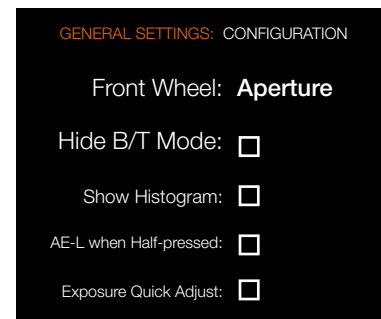 GENERAL SETTINGS: CONFIGURATION
Front Wheel: Aperture
Hide B/T Mode:
Show Histogram:
AE-L when Half-pressed:
Exposure Quick Adjust: